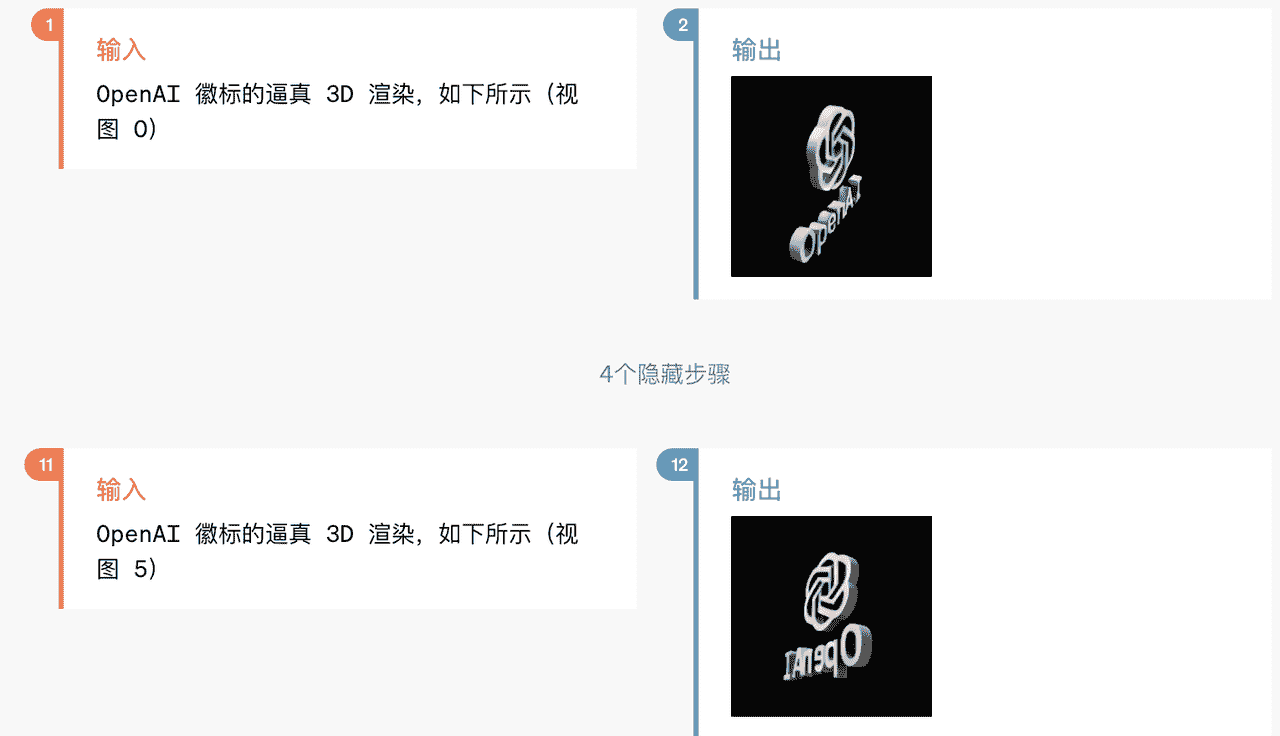 1
输入
OpenAI 徽标的逼真 3D 渲染，如下所示（视
图 0）
2
输出
OpenAI
4个隐藏步骤
11
输入
OpenAI 徽标的逼真 3D 渲染，如下所示（视
图 5）
12
输出
OpenAI